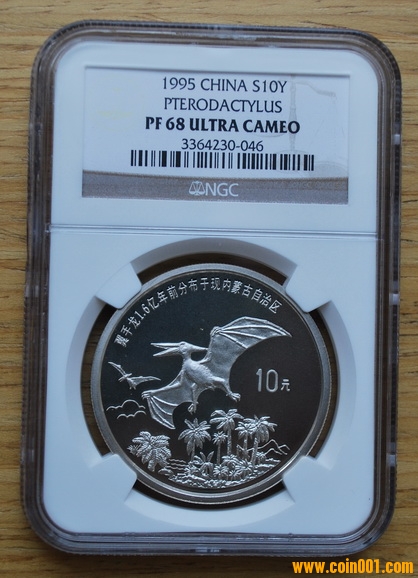 1995 CHINA S10Y
PTERODACTYLUS
PF 68 ULTRA CAMEO
3364230-046
NGC
翼手龙1.6亿年前分布于现内蒙古自治区
10元
www.coin001.com